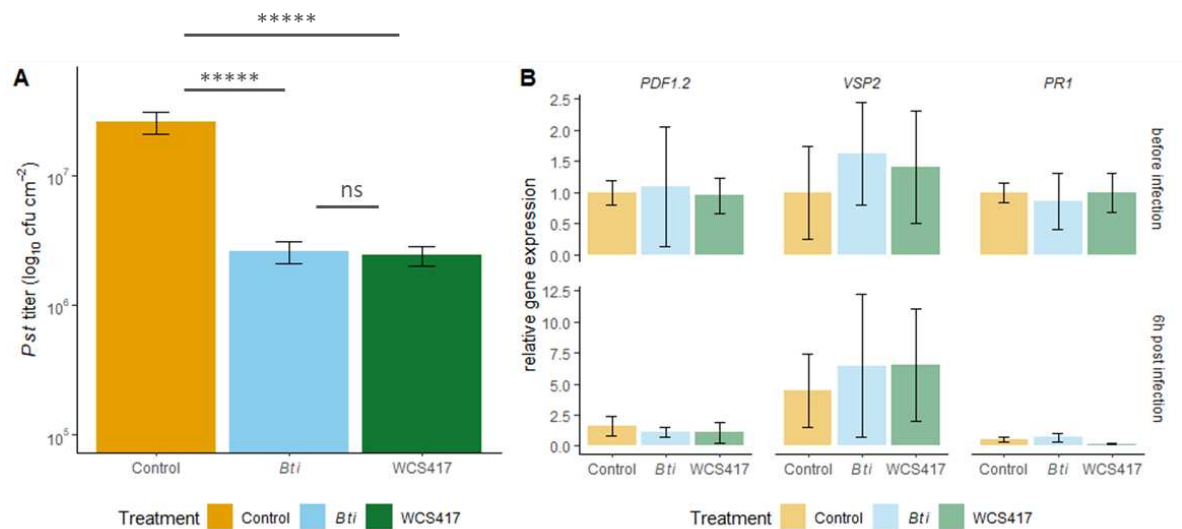 *****
A
*****
ns
Pst titer (log₁₀ cfu cm⁻²)
10⁷
10⁶
10⁵
Control Bti WCS417
Treatment Control Bti WCS417
B
PDF1.2 VSP2 PR1
relative gene expression
2.5
2.0
1.5
1.0
0.5
0.0
before infection
12.5
10.0
7.5
5.0
2.5
0.0
6h post infection
Control Bti WCS417 Control Bti WCS417 Control Bti WCS417
Treatment Control Bti WCS417